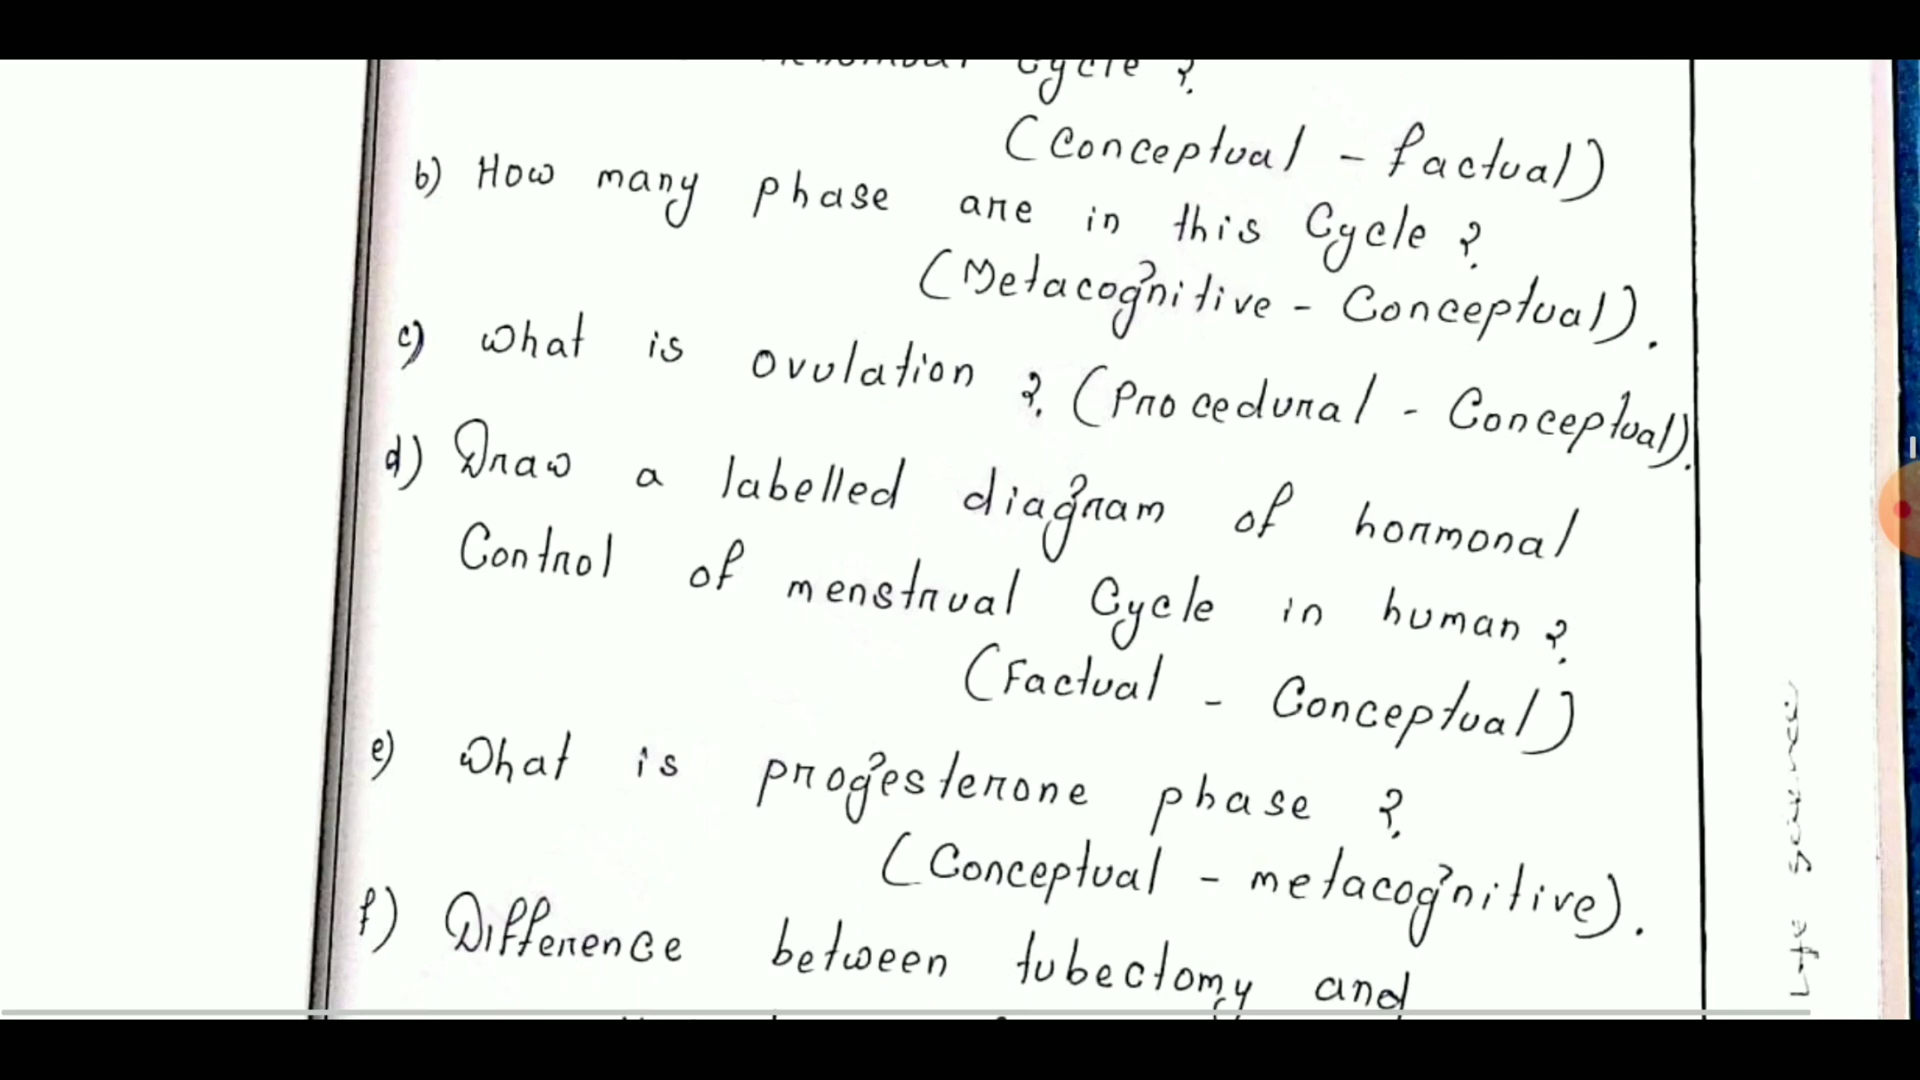 Cycle ?
(Conceptual - factual)
b) How many phase are in this Cycle ?
(Metacognitive - Conceptual).
c) What is ovulation ? (Procedural - Conceptual).
d) Draw a labelled diagram of hormonal
Control of menstrual Cycle in human ?
(Factual - Conceptual)
e) What is progesterone phase ?
(Conceptual - metacognitive).
f) Difference between tubectomy and